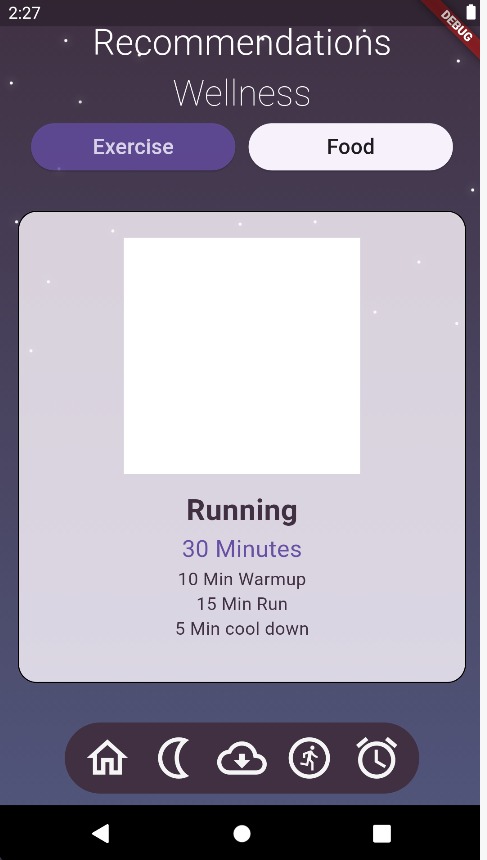 2:27
DEBUG
Recommendations
Wellness
Exercise
Food
Running
30 Minutes
10 Min Warmup
15 Min Run
5 Min cool down